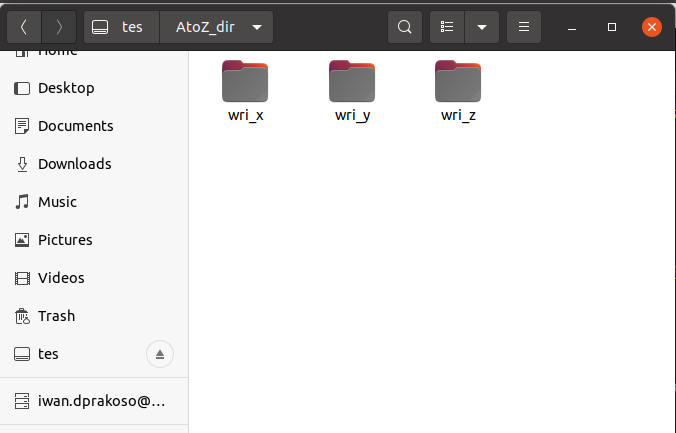 tes AtoZ_dir
Home
Desktop
Documents
Downloads
Music
Pictures
Videos
Trash
tes
iwan.dprakoso@...
wri_x wri_y wri_z